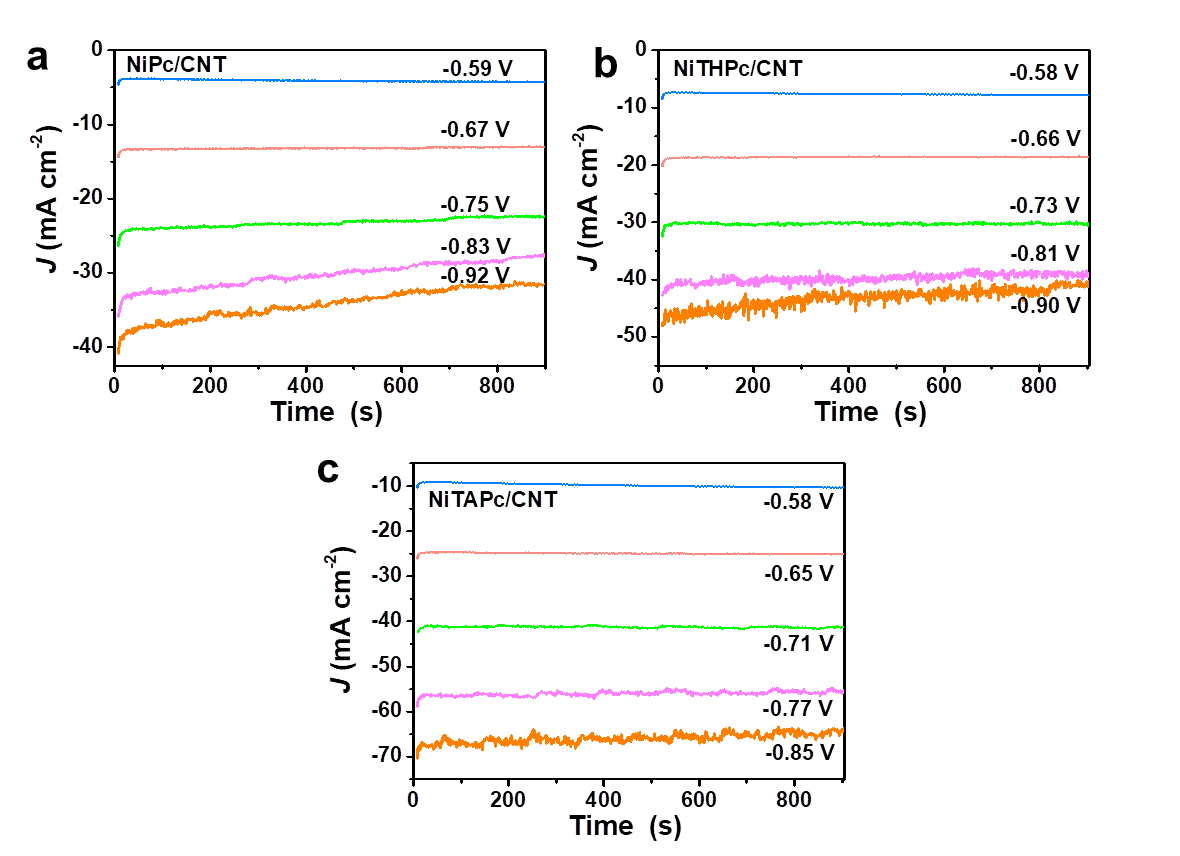 a
NiPc/CNT
-0.59 V
-0.67 V
-0.75 V
-0.83 V
-0.92 V
0
-10
-20
-30
-40
J (mA cm-2)
0 200 400 600 800
Time (s)
b
NiTHPc/CNT
-0.58 V
-0.66 V
-0.73 V
-0.81 V
-0.90 V
0
-10
-20
-30
-40
-50
J (mA cm-2)
0 200 400 600 800
Time (s)
c
NiTAPc/CNT
-0.58 V
-0.65 V
-0.71 V
-0.77 V
-0.85 V
-10
-20
-30
-40
-50
-60
-70
J (mA cm-2)
0 200 400 600 800
Time (s)